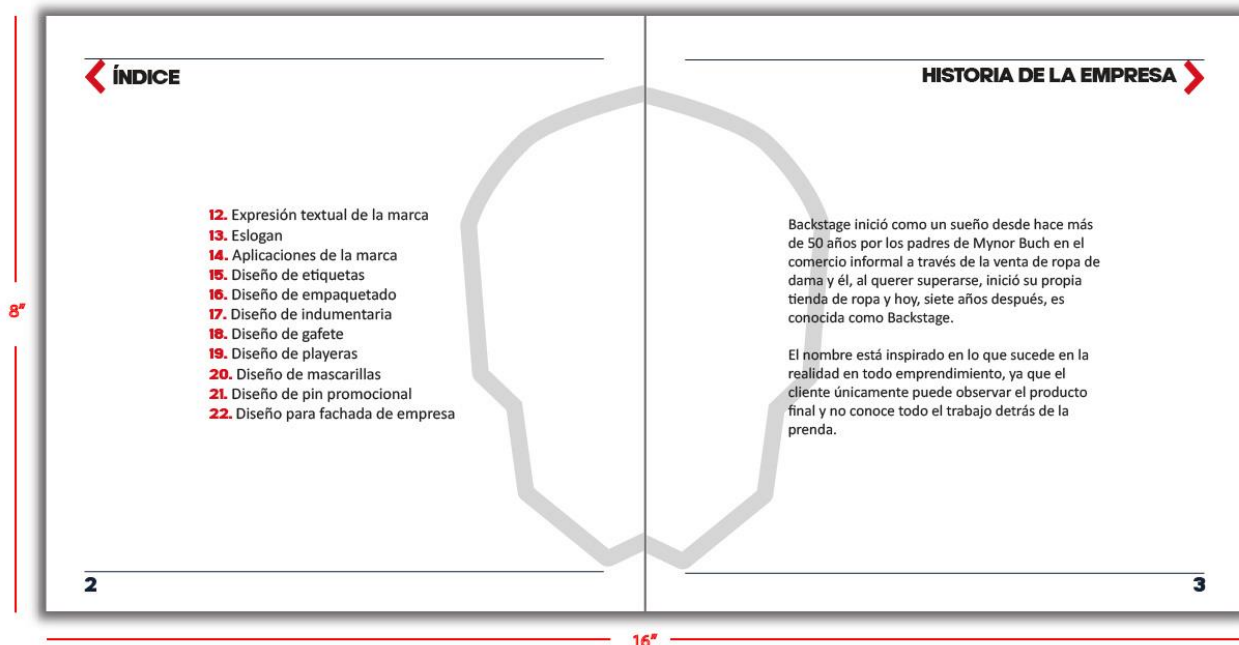 ÍNDICE
12. Expresión textual de la marca
13. Eslogan
14. Aplicaciones de la marca
15. Diseño de etiquetas
16. Diseño de empaquetado
17. Diseño de indumentaria
18. Diseño de gafete
19. Diseño de playeras
20. Diseño de mascarillas
21. Diseño de pin promocional
22. Diseño para fachada de empresa
2
HISTORIA DE LA EMPRESA
Backstage inició como un sueño desde hace más
de 50 años por los padres de Mynor Buch en el
comercio informal a través de la venta de ropa de
dama y él, al querer superarse, inició su propia
tienda de ropa y hoy, siete años después, es
conocida como Backstage.
El nombre está inspirado en lo que sucede en la
realidad en todo emprendimiento, ya que el
cliente únicamente puede observar el producto
final y no conoce todo el trabajo detrás de la
prenda.
3
8"
16"